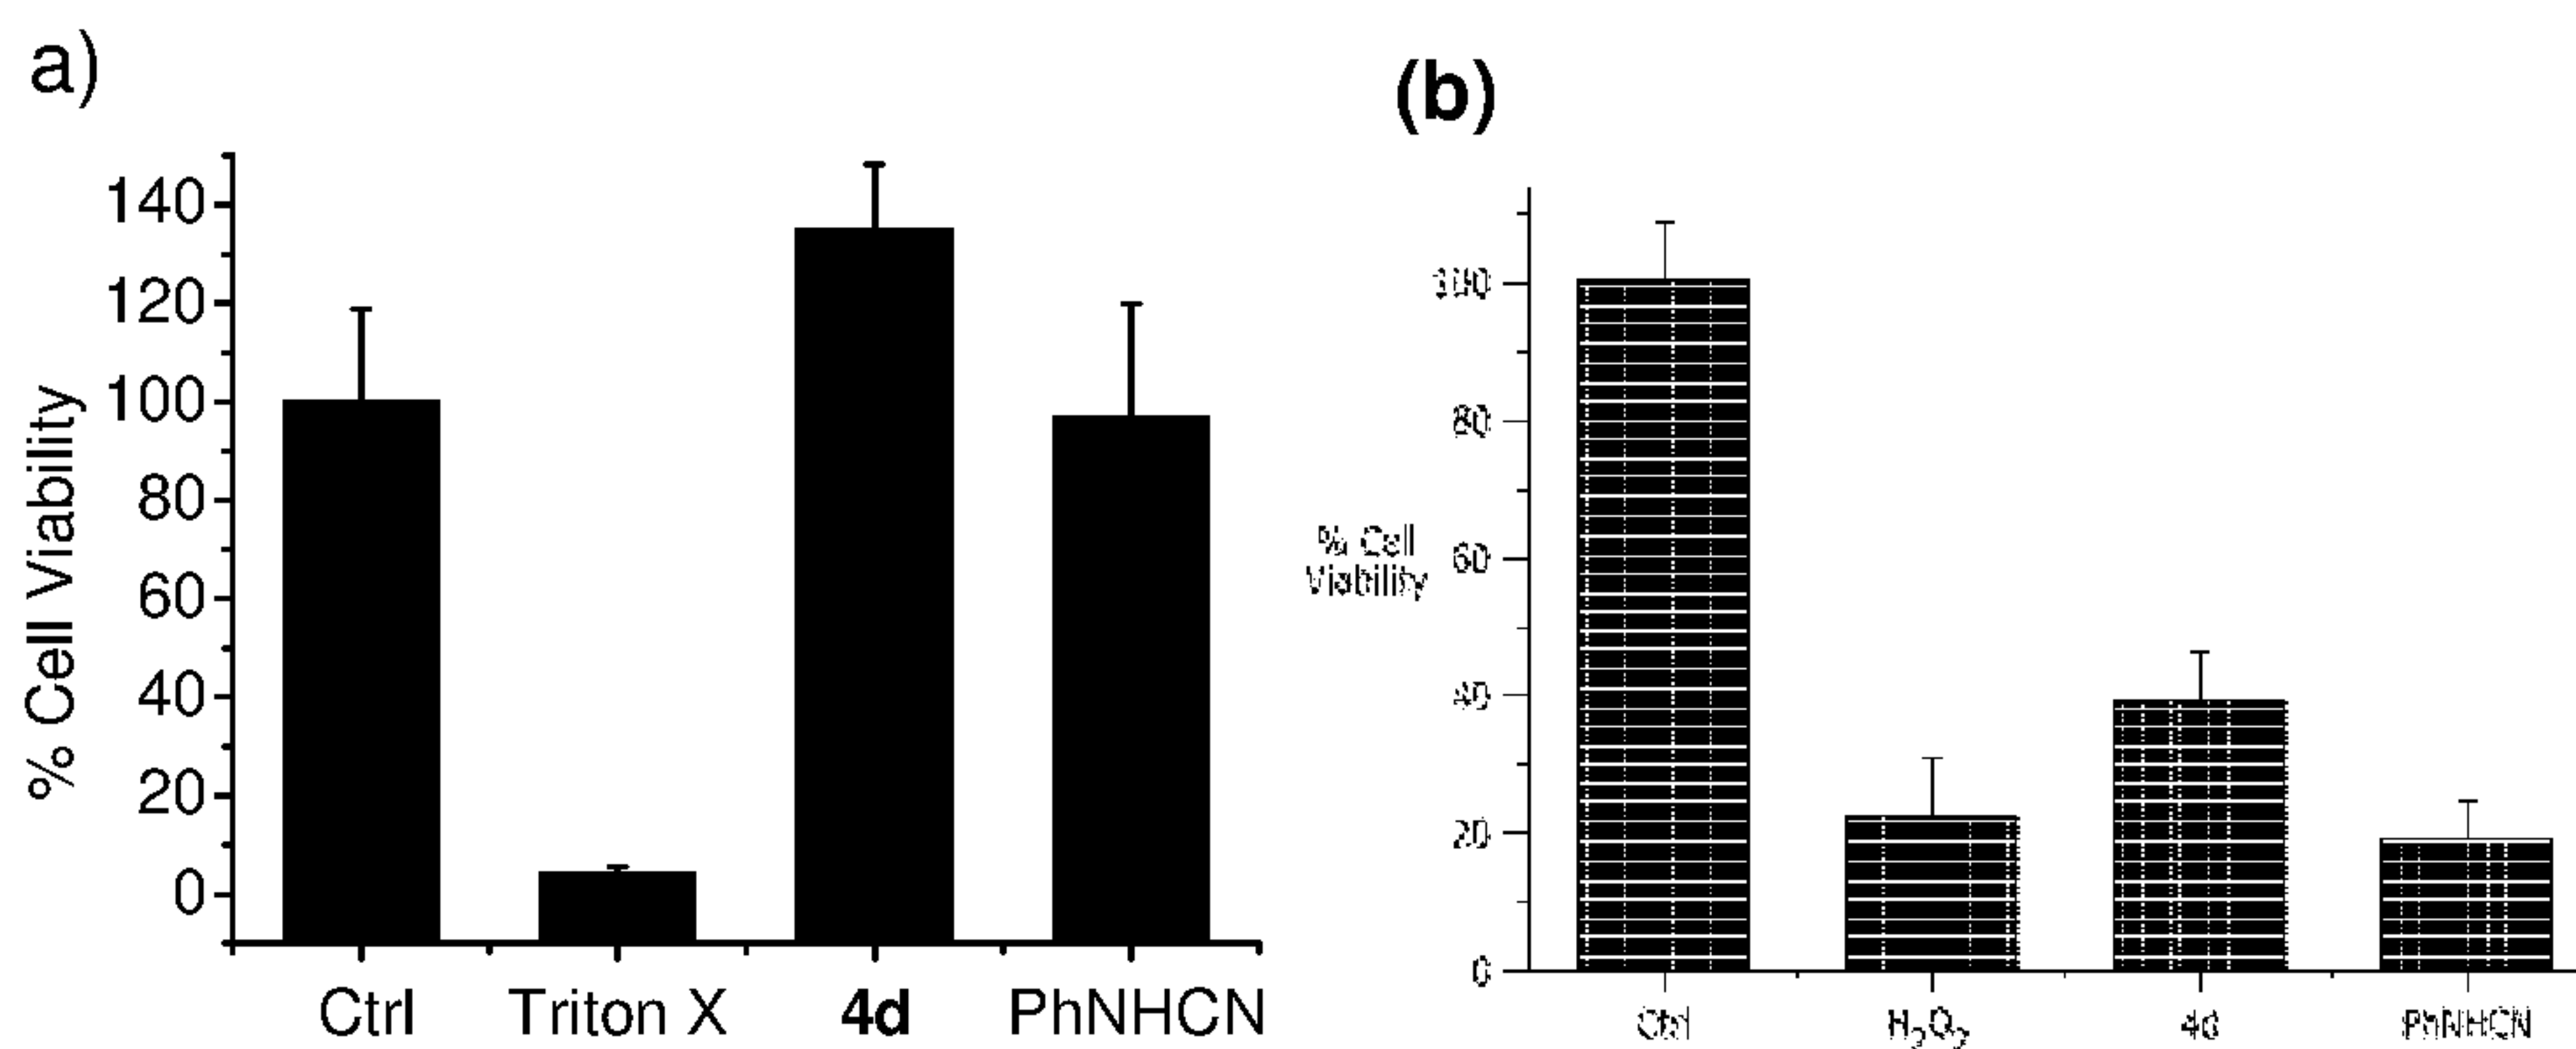 a)
% Cell Viability
140
120
100
80
60
40
20
0
Ctrl Triton X 4d PhNHCN
(b)
% Cell
Viability
100
80
60
40
20
0
Ctrl H₂O₂ 4d PhNHCN